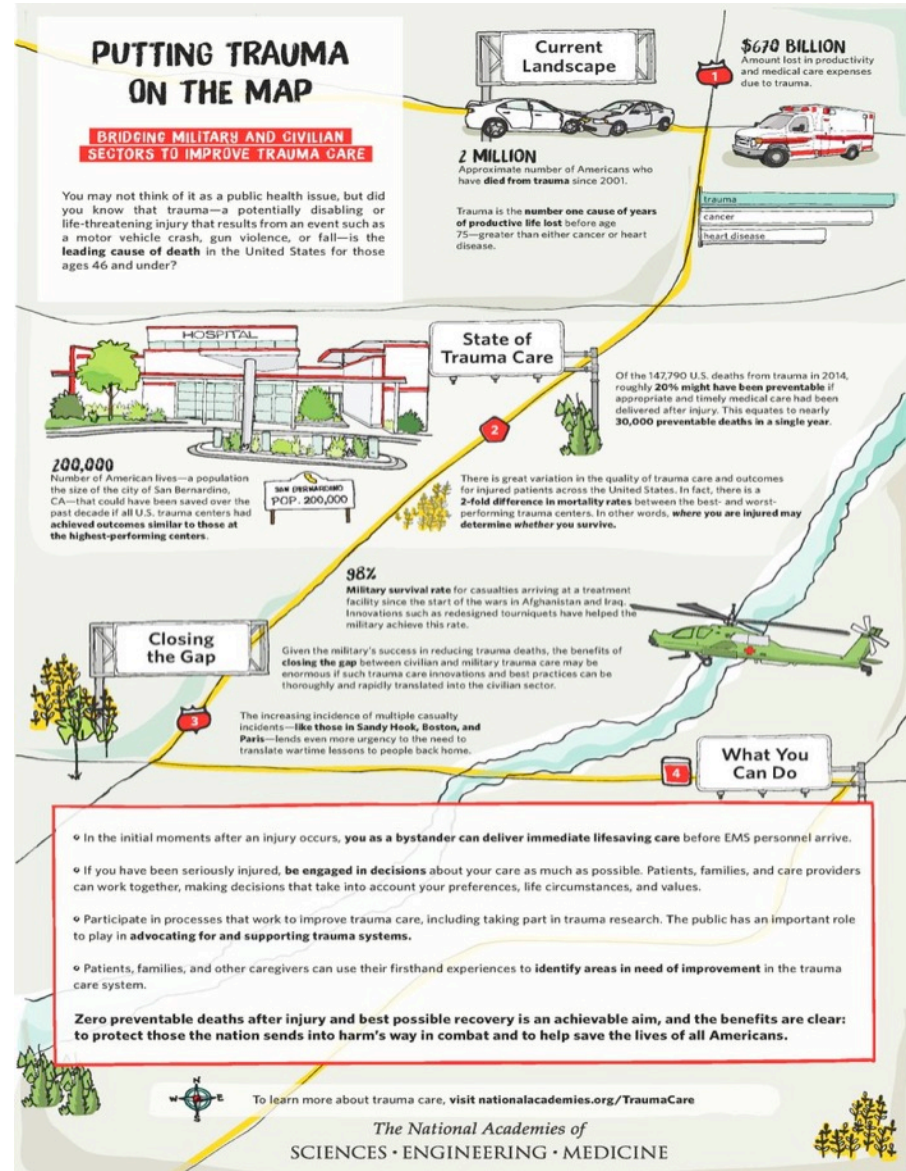 PUTTING TRAUMA
ON THE MAP
BRIDGING MILITARY AND CIVILIAN
SECTORS TO IMPROVE TRAUMA CARE
You may not think of it as a public health issue, but did
you know that trauma—a potentially disabling or
life-threatening injury that results from an event such as
a motor vehicle crash, gun violence, or fall—is the
leading cause of death in the United States for those
ages 46 and under?
Current
Landscape
1
$670 BILLION
Amount lost in productivity
and medical care expenses
due to trauma.
2 MILLION
Approximate number of Americans who
have died from trauma since 2001.
Trauma is the number one cause of years
of productive life lost before age
75—greater than either cancer or heart
disease.
trauma
cancer
heart disease
HOSPITAL
State of
Trauma Care
2
Of the 147,790 U.S. deaths from trauma in 2014,
roughly 20% might have been preventable if
appropriate and timely medical care had been
delivered after injury. This equates to nearly
30,000 preventable deaths in a single year.
200,000
Number of American lives—a population
the size of the city of San Bernardino,
CA—that could have been saved over the
past decade if all U.S. trauma centers had
achieved outcomes similar to those at
the highest-performing centers.
SAN BERNARDINO
POP. 200,000
There is great variation in the quality of trauma care and outcomes
for injured patients across the United States. In fact, there is a
2-fold difference in mortality rates between the best- and worst-
performing trauma centers. In other words, where you are injured may
determine whether you survive.
98%
Military survival rate for casualties arriving at a treatment
facility since the start of the wars in Afghanistan and Iraq.
Innovations such as redesigned tourniquets have helped the
military achieve this rate.
Closing
the Gap
Given the military's success in reducing trauma deaths, the benefits of
closing the gap between civilian and military trauma care may be
enormous if such trauma care innovations and best practices can be
thoroughly and rapidly translated into the civilian sector.
3
The increasing incidence of multiple casualty
incidents—like those in Sandy Hook, Boston, and
Paris—lends even more urgency to the need to
translate wartime lessons to people back home.
4
What You
Can Do
In the initial moments after an injury occurs, you as a bystander can deliver immediate lifesaving care before EMS personnel arrive.
If you have been seriously injured, be engaged in decisions about your care as much as possible. Patients, families, and care providers
can work together, making decisions that take into account your preferences, life circumstances, and values.
Participate in processes that work to improve trauma care, including taking part in trauma research. The public has an important role
to play in advocating for and supporting trauma systems.
Patients, families, and other caregivers can use their firsthand experiences to identify areas in need of improvement in the trauma
care system.
Zero preventable deaths after injury and best possible recovery is an achievable aim, and the benefits are clear:
to protect those the nation sends into harm's way in combat and to help save the lives of all Americans.
N
W E
S
To learn more about trauma care, visit nationalacademies.org/TraumaCare
The National Academies of
SCIENCES • ENGINEERING • MEDICINE